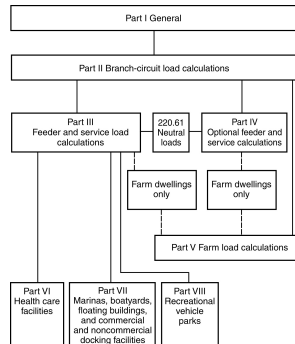 Part I General
Part II Branch-circuit load calculations
Part III
Feeder and service load
calculations
220.61
Neutral
loads
Part IV
Optional feeder and
service calculations
Farm dwellings
only
Farm dwellings
only
Part V Farm load calculations
Part VI
Health care
facilities
Part VII
Marinas, boatyards,
floating buildings,
and commercial
and noncommercial
docking facilities
Part VIII
Recreational
vehicle
parks